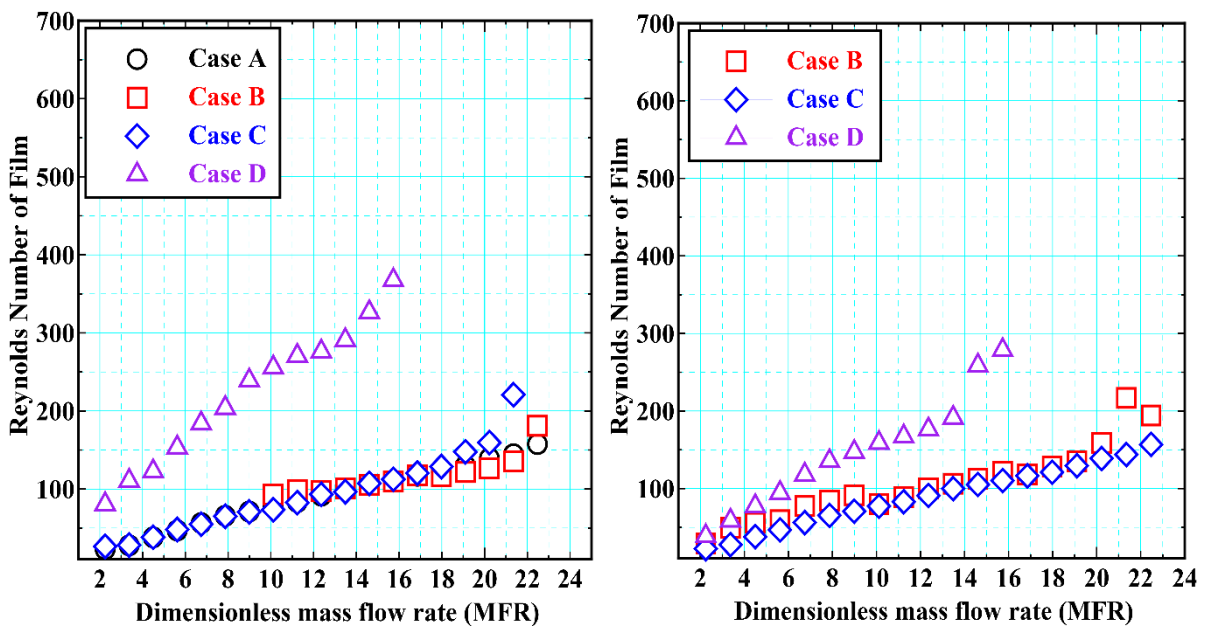 700
600
500
400
300
200
100
Reynolds Number of Film
Case A
Case B
Case C
Case D
2 4 6 8 10 12 14 16 18 20 22 24
Dimensionless mass flow rate (MFR)
700
600
500
400
300
200
100
Reynolds Number of Film
Case B
Case C
Case D
2 4 6 8 10 12 14 16 18 20 22 24
Dimensionless mass flow rate (MFR)